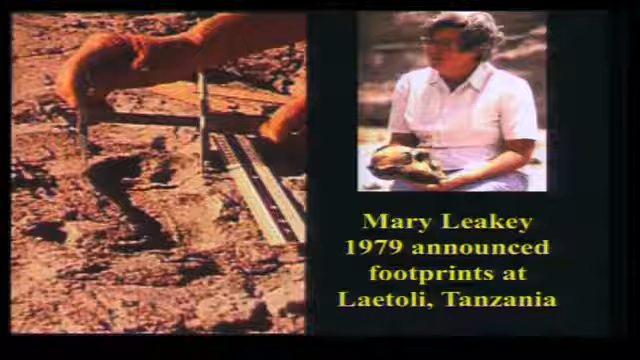 Mary Leakey
1979 announced
footprints at
Laetoli, Tanzania